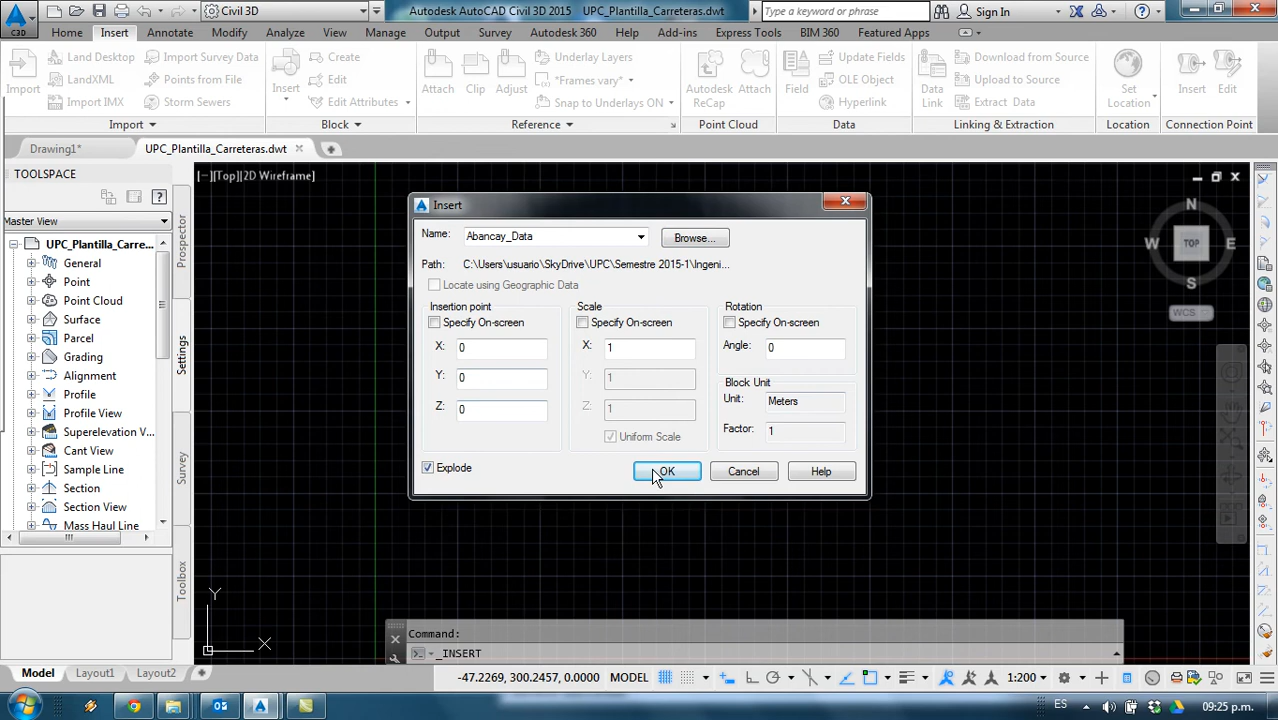 Civil 3D
Autodesk AutoCAD Civil 3D 2015 UPC_Plantilla_Carreteras.dwt
Type a keyword or phrase
Sign In
C3D
Home Insert Annotate Modify Analyze View Manage Output Survey Autodesk 360 Help Add-ins Express Tools BIM 360 Featured Apps
Land Desktop Import Survey Data
LandXML Points from File
Import IMX Storm Sewers
Import
Insert
Create
Edit
Edit Attributes
Attach Clip Adjust
Underlay Layers
*Frames vary*
Snap to Underlays ON
Autodesk ReCap
Attach
Field
Update Fields
OLE Object
Hyperlink
Data Link
Download from Source
Upload to Source
Extract Data
Set Location
Insert Edit
Import Block Reference Point Cloud Data Linking & Extraction Location Connection Point
Drawing1* UPC_Plantilla_Carreteras.dwt
TOOLSPACE
Master View
UPC_Plantilla_Carre...
General
Point
Point Cloud
Surface
Parcel
Grading
Alignment
Profile
Profile View
Superelevation V...
Cant View
Sample Line
Section
Section View
Mass Haul Line
Prospector
Settings
Survey
Toolbox
[−][Top][2D Wireframe]
N
W TOP E
S
WCS
Insert
Name: Abancay_Data Browse...
Path: C:\Users\usuario\SkyDrive\UPC\Semestre 2015-1\Ingeni...
Locate using Geographic Data
Insertion point Scale Rotation
Specify On-screen Specify On-screen Specify On-screen
X: 0 X: 1 Angle: 0
Y: 0 Y: 1
Z: 0 Z: 1
Block Unit
Unit: Meters
Factor: 1
Uniform Scale
Explode
OK Cancel Help
Y
X
Command:
_INSERT
Model Layout1 Layout2
-47.2269, 300.2457, 0.0000 MODEL
1:200
ES
09:25 p.m.